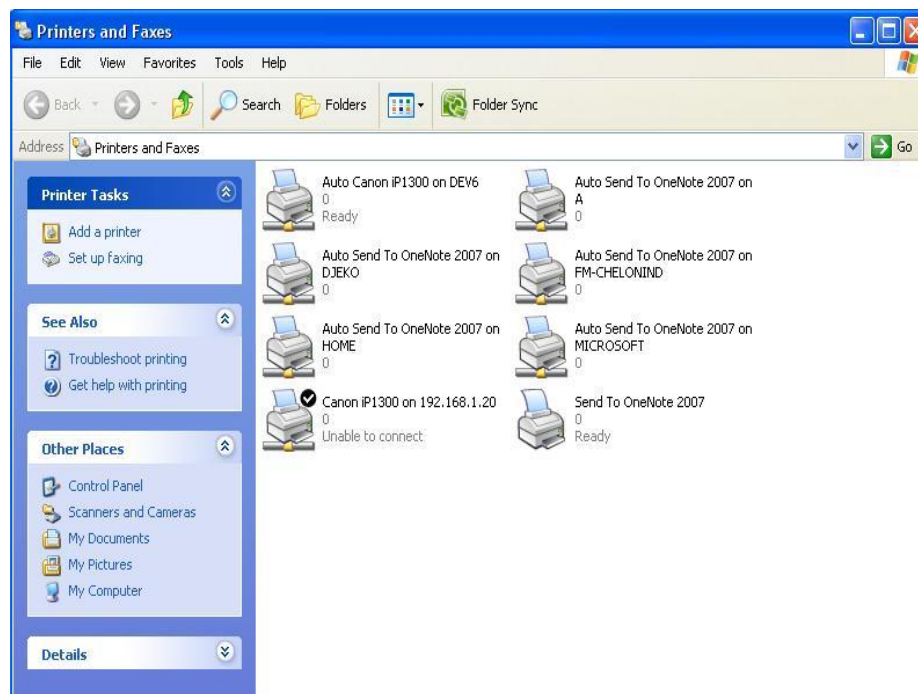 Printers and Faxes
File Edit View Favorites Tools Help
Back Search Folders Folder Sync
Address Printers and Faxes Go
Printer Tasks
Add a printer
Set up faxing
See Also
Troubleshoot printing
Get help with printing
Other Places
Control Panel
Scanners and Cameras
My Documents
My Pictures
My Computer
Details
Auto Canon iP1300 on DEV6
0
Ready
Auto Send To OneNote 2007 on
A
0
Auto Send To OneNote 2007 on
DJEKO
0
Auto Send To OneNote 2007 on
FM-CHELONIND
0
Auto Send To OneNote 2007 on
HOME
0
Auto Send To OneNote 2007 on
MICROSOFT
0
Canon iP1300 on 192.168.1.20
0
Unable to connect
Send To OneNote 2007
0
Ready